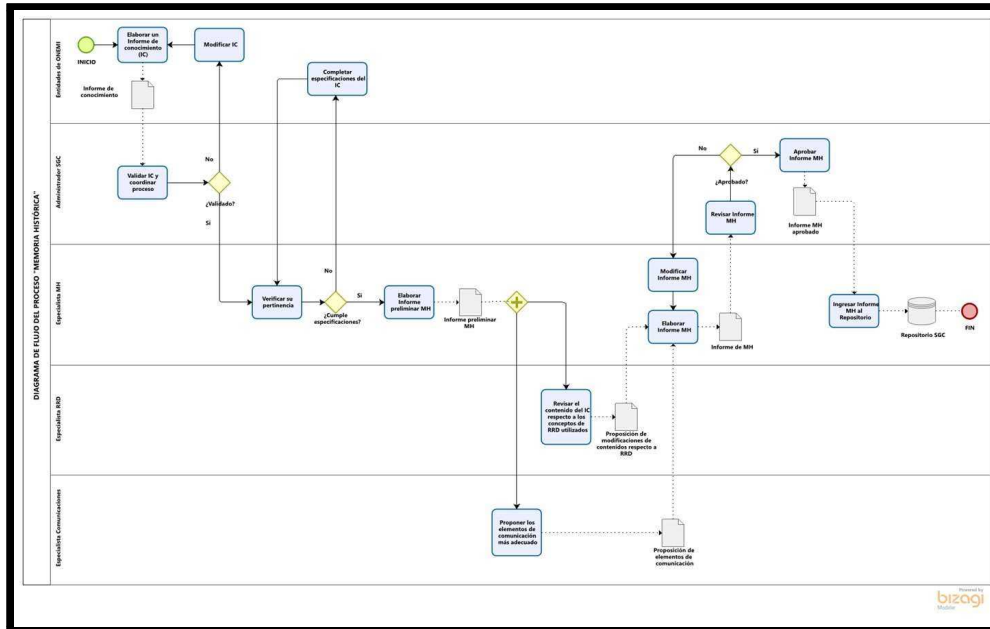 DIAGRAMA DE FLUJO DEL PROCESO "MEMORIA HISTÓRICA"
Entidades de ONEMI
INICIO
Elaborar un
Informe de
conocimiento
(IC)
Modificar IC
Informe de
conocimiento
Completar
especificaciones del
IC
Administrador SGC
Validar IC y
coordinar
proceso
No
¿Validado?
Si
No
¿Aprobado?
Si
Aprobar
Informe MH
Revisar Informe
MH
Informe MH
aprobado
Especialista MH
Verificar su
pertinencia
No
¿Cumple
especificaciones?
Si
Elaborar
Informe
preliminar MH
Informe preliminar
MH
Modificar
Informe MH
Elaborar
Informe MH
Informe de MH
Ingresar Informe
MH al
Repositorio
Repositorio SGC
FIN
Especialista RRD
Revisar el
contenido del IC
respecto a los
conceptos de
RRD utilizados
Proposición de
modificaciones de
contenidos respecto a
RRD
Especialista Comunicaciones
Proponer los
elementos de
comunicación
más adecuado
Proposición de
elementos de
comunicación
Powered by
bizagi
Modeler